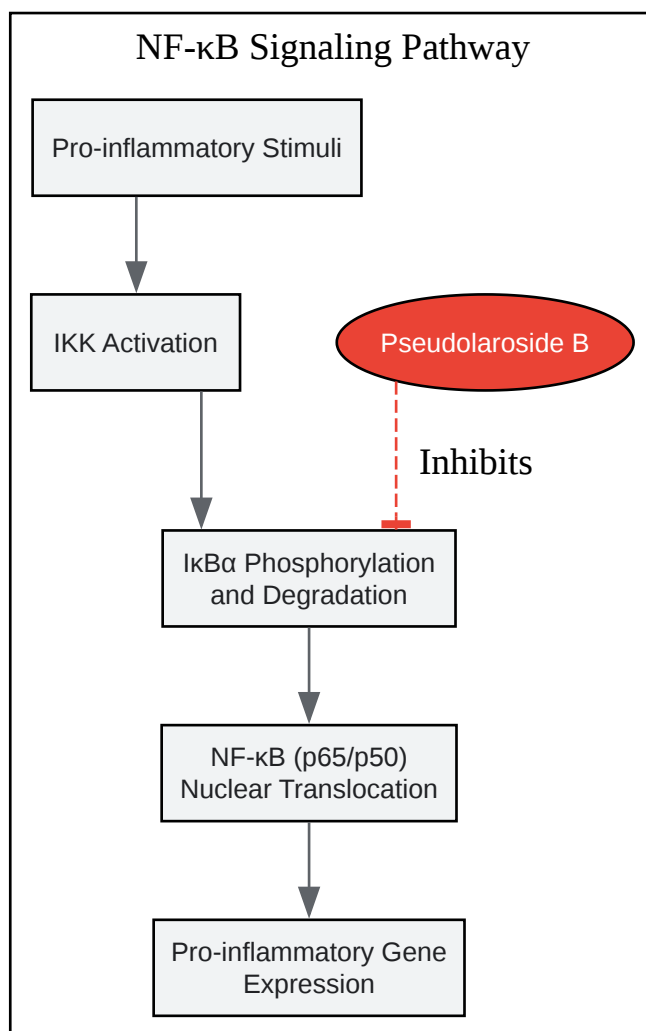 NF-κB Signaling Pathway
Pro-inflammatory Stimuli
IKK Activation
Pseudolaroside B
Inhibits
IκBα Phosphorylation
and Degradation
NF-κB (p65/p50)
Nuclear Translocation
Pro-inflammatory Gene
Expression